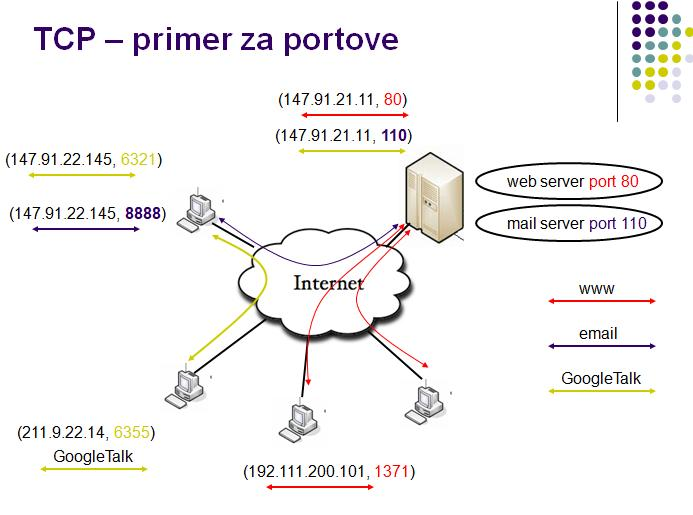 TCP – primer za portove
(147.91.21.11, 80)
(147.91.21.11, 110)
(147.91.22.145, 6321)
(147.91.22.145, 8888)
web server port 80
mail server port 110
Internet
www
email
GoogleTalk
(211.9.22.14, 6355)
GoogleTalk
(192.111.200.101, 1371)